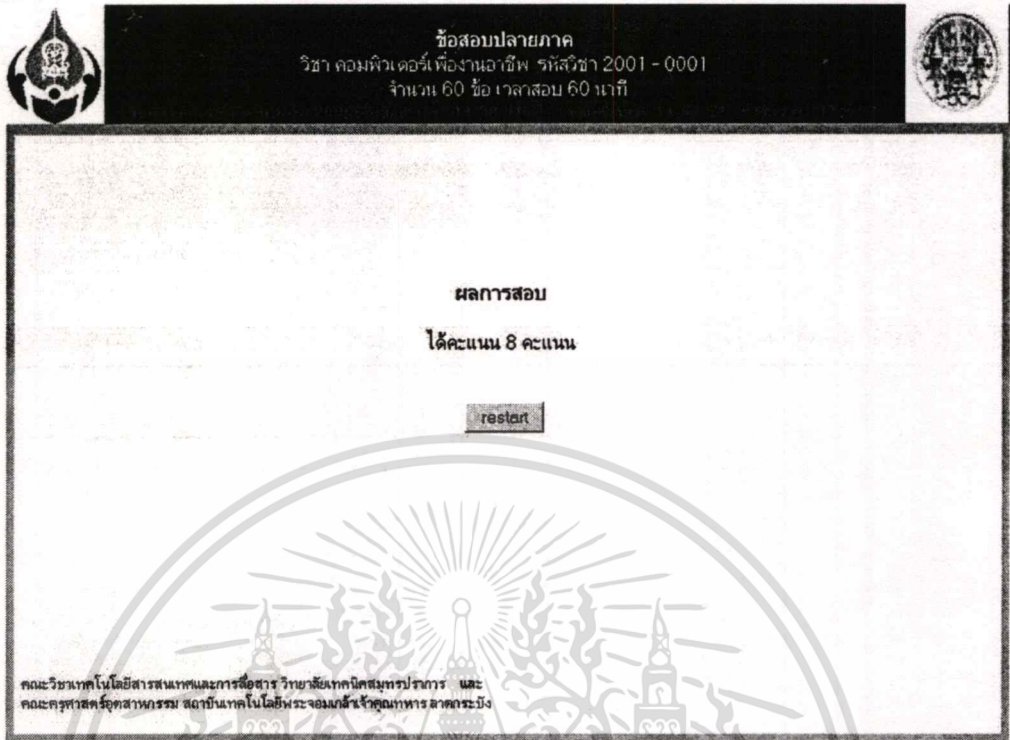 ข้อสอบปลายภาค
วิชา คอมพิวเตอร์เพื่องานอาชีพ รหัสวิชา 2001 - 0001
จำนวน 60 ข้อ เวลาสอบ 60 นาที
ผลการสอบ
ได้คะแนน 8 คะแนน
restart
คณะวิชาเทคโนโลยีสารสนเทศและการสื่อสาร วิทยาลัยเทคนิคสมุทรปราการ และ
คณะครุศาสตร์อุตสาหกรรม สถาบันเทคโนโลยีพระจอมเกล้าเจ้าคุณทหาร ลาดกระบัง